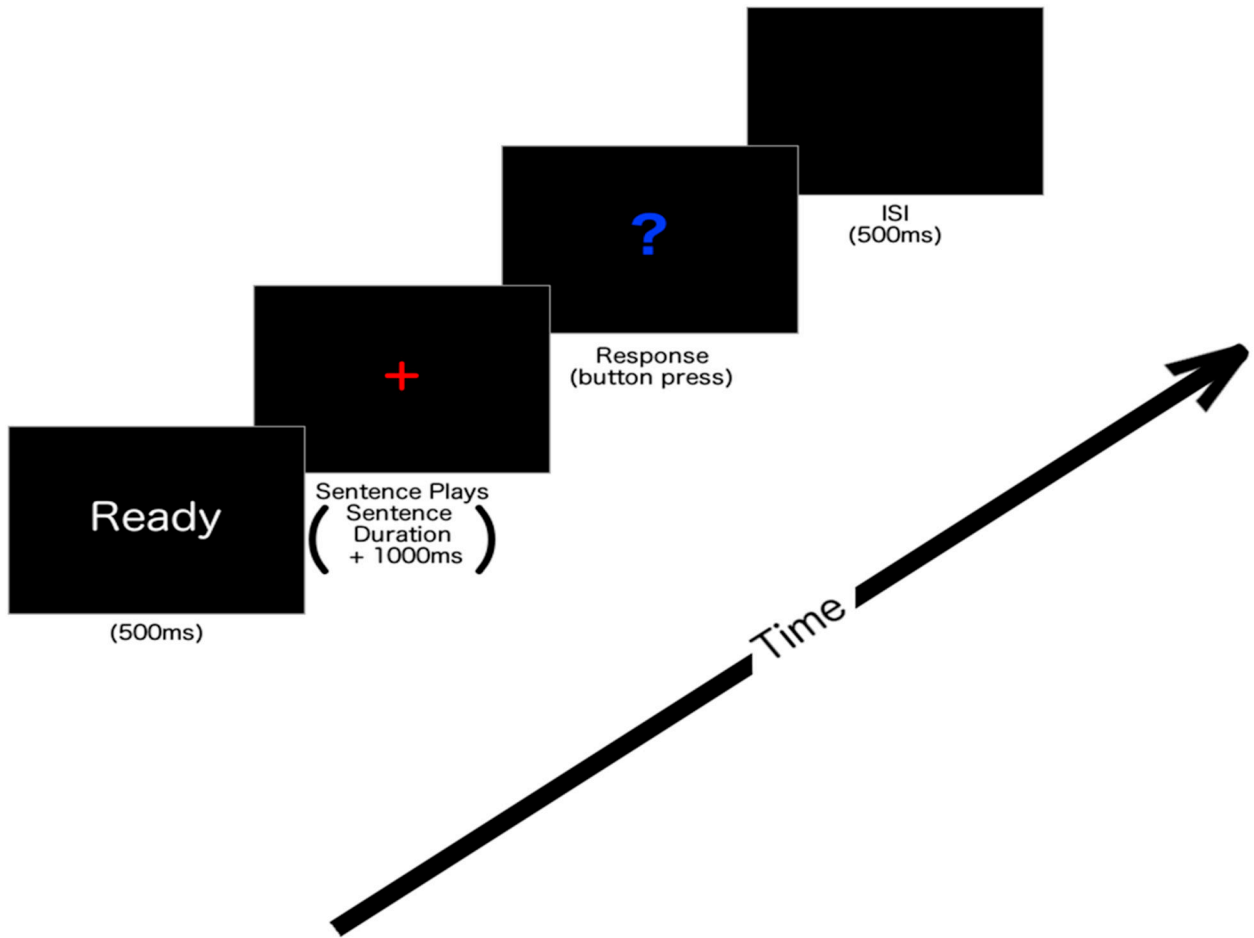 Ready
(500ms)
+
Sentence Plays
( Sentence
Duration
+ 1000ms )
?
Response
(button press)
ISI
(500ms)
Time